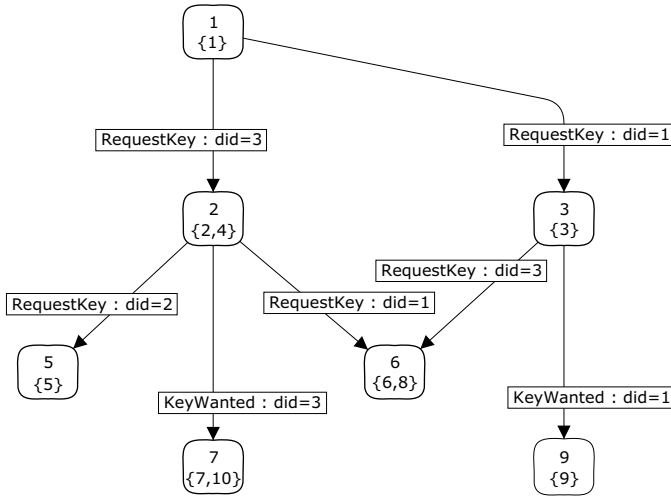 1
{1}
RequestKey : did=3
RequestKey : did=1
2
{2,4}
3
{3}
RequestKey : did=3
RequestKey : did=2
RequestKey : did=1
5
{5}
6
{6,8}
KeyWanted : did=3
KeyWanted : did=1
7
{7,10}
9
{9}